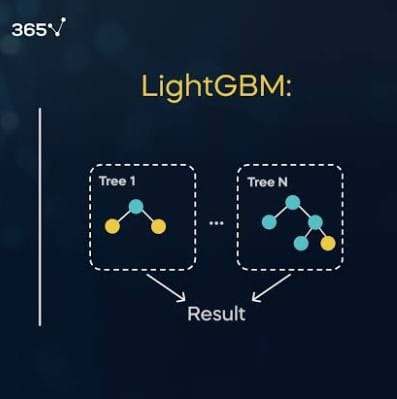 365
LightGBM:
Tree 1
Tree N
...
Result